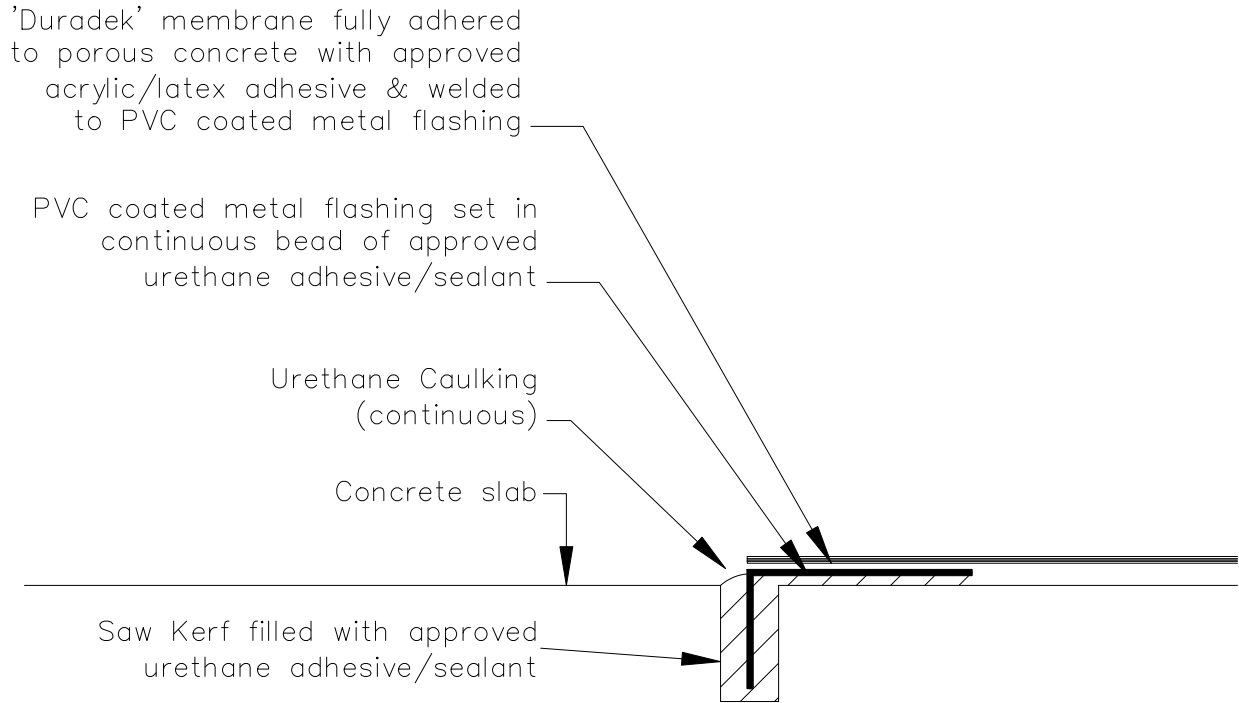 'Duradek' membrane fully adhered
to porous concrete with approved
acrylic/latex adhesive & welded
to PVC coated metal flashing
PVC coated metal flashing set in
continuous bead of approved
urethane adhesive/sealant
Urethane Caulking
(continuous)
Concrete slab
Saw Kerf filled with approved
urethane adhesive/sealant